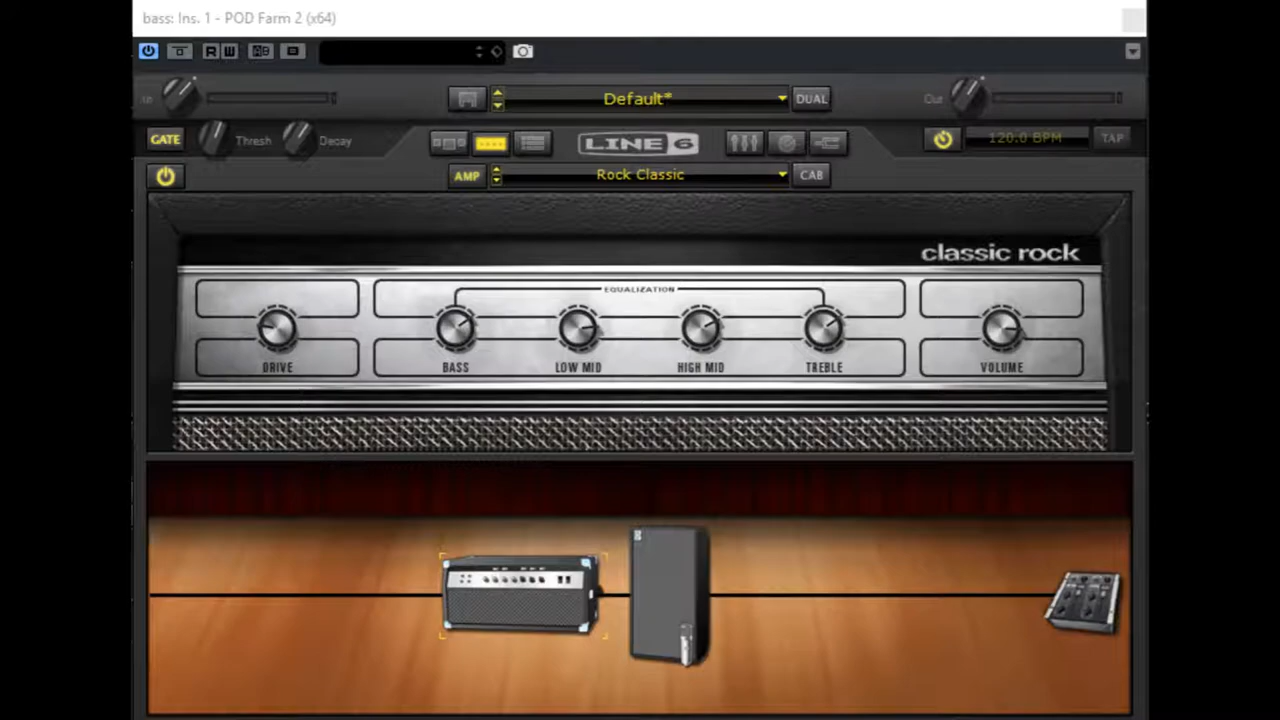 bass: Ins. 1 - POD Farm 2 (x64)
R W
Default*
DUAL
Out
GATE
Thresh
Decay
LINE 6
120.0 BPM
TAP
AMP
Rock Classic
CAB
classic rock
EQUALIZATION
DRIVE
BASS
LOW MID
HIGH MID
TREBLE
VOLUME